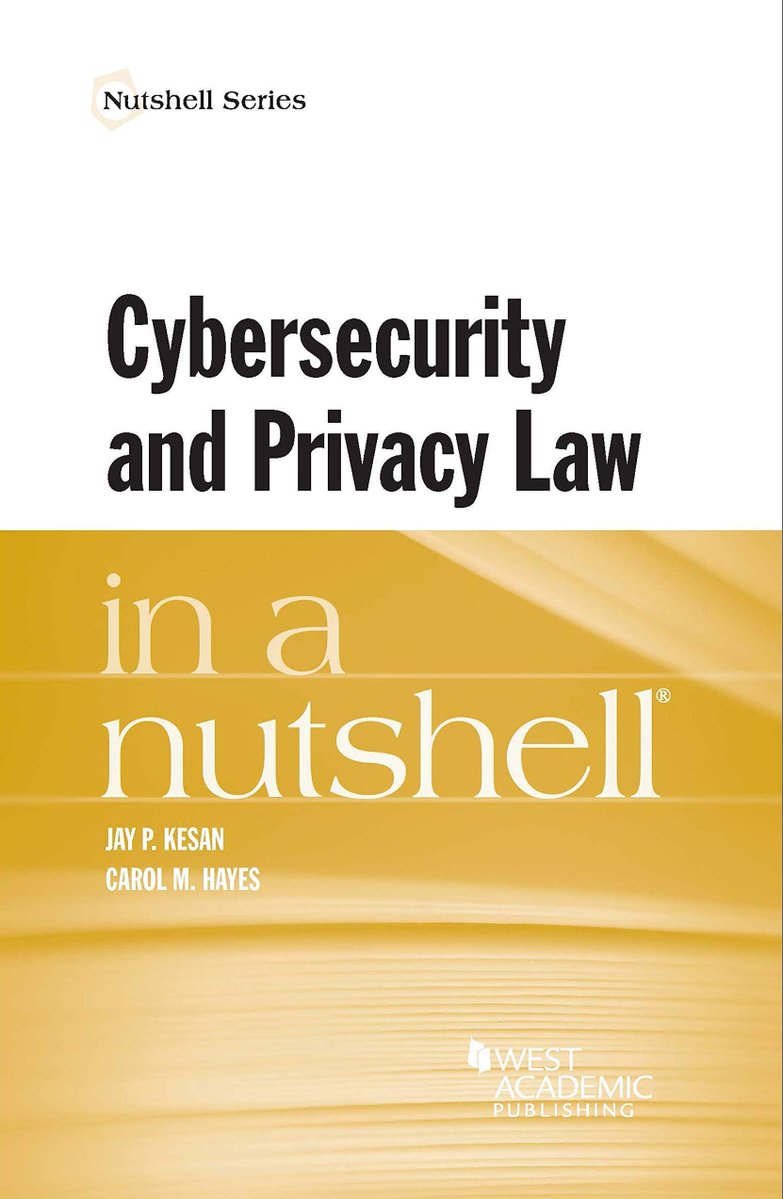 Nutshell Series
Cybersecurity
and Privacy Law
in a
nutshell®
JAY P. KESAN
CAROL M. HAYES
WEST
ACADEMIC
PUBLISHING